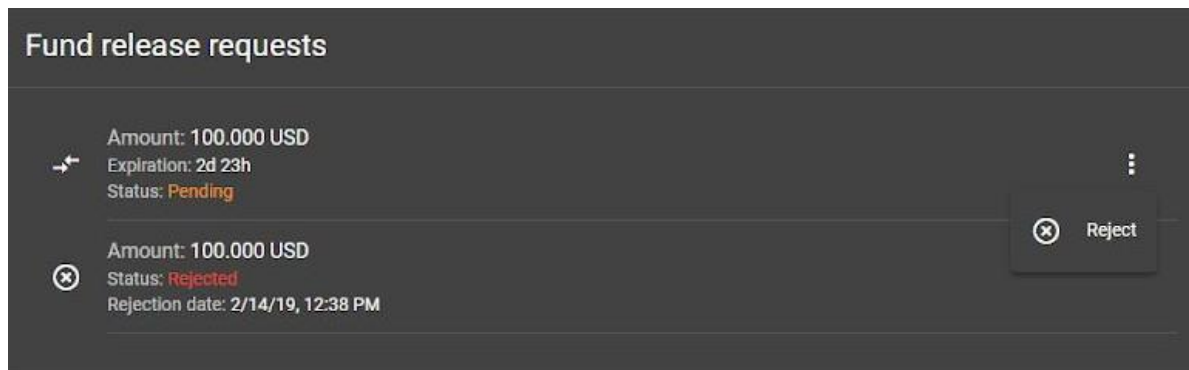 Fund release requests
Amount: 100.000 USD
Expiration: 2d 23h
Status: Pending
Reject
Amount: 100.000 USD
Status: Rejected
Rejection date: 2/14/19, 12:38 PM